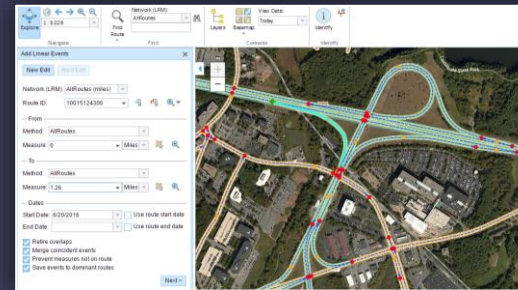 Network (LRM)
View Date:
1 : 9,028
AllRoutes
Today
Explore
Find Route
Layers
Basemap
Identify
Navigate
Find
Contents
Identify
Add Linear Events
New Edit
Next Edit
Network (LRM): AllRoutes (miles)
Route ID: 10015124300
From
Method: AllRoutes
Measure: 0 Miles
To
Method: AllRoutes
Measure: 1.26 Miles
Dates
Start Date: 6/20/2016 Use route start date
End Date: Use route end date
Retire overlaps
Merge coincident events
Prevent measures not on route
Save events to dominant routes
Next >